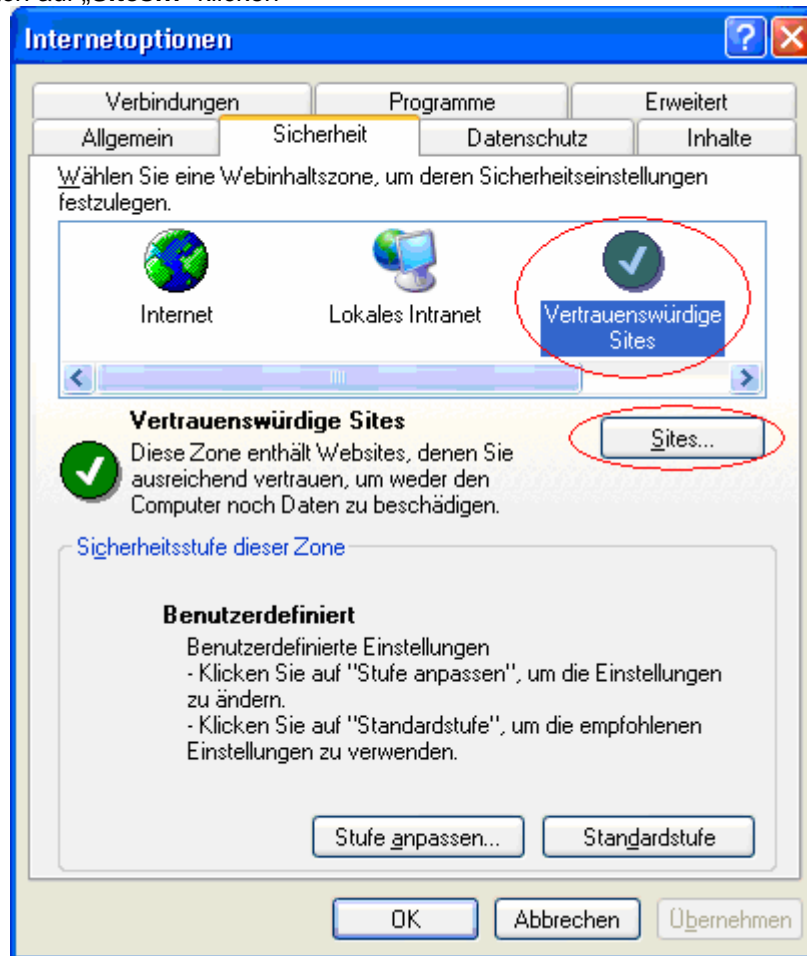 auf „Sites..." klicken
Internetoptionen
Verbindungen Programme Erweitert
Allgemein Sicherheit Datenschutz Inhalte
Wählen Sie eine Webinhaltszone, um deren Sicherheitseinstellungen
festzulegen.
Internet Lokales Intranet Vertrauenswürdige
Sites
Vertrauenswürdige Sites
Sites...
Diese Zone enthält Websites, denen Sie
ausreichend vertrauen, um weder den
Computer noch Daten zu beschädigen.
Sicherheitsstufe dieser Zone
Benutzerdefiniert
Benutzerdefinierte Einstellungen
- Klicken Sie auf "Stufe anpassen", um die Einstellungen
zu ändern.
- Klicken Sie auf "Standardstufe", um die empfohlenen
Einstellungen zu verwenden.
Stufe anpassen... Standardstufe
OK Abbrechen Übernehmen